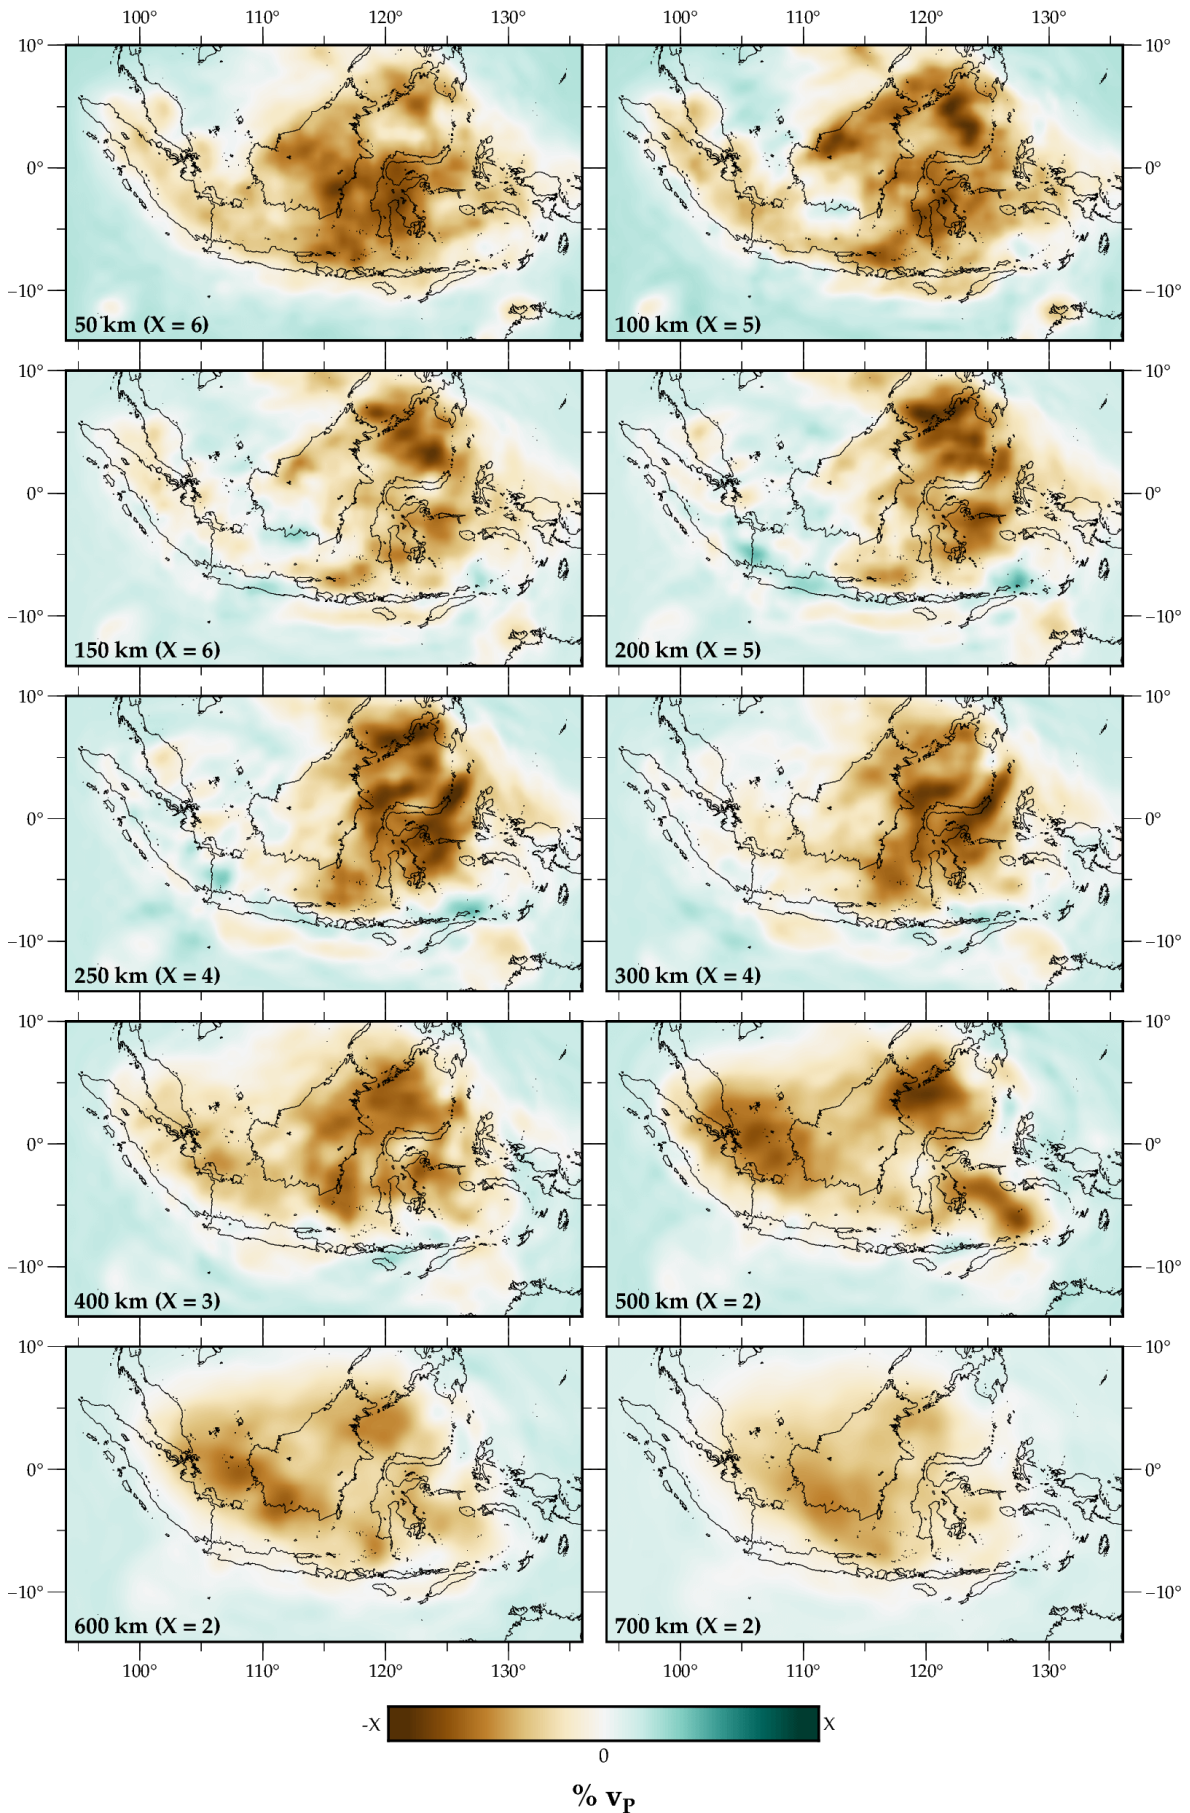 100° 110° 120° 130° 100° 110° 120° 130°
10° 10°
0° 0°
−10° −10°
50 km (X = 6) 100 km (X = 5)
10° 10°
0° 0°
−10° −10°
150 km (X = 6) 200 km (X = 5)
10° 10°
0° 0°
−10° −10°
250 km (X = 4) 300 km (X = 4)
10° 10°
0° 0°
−10° −10°
400 km (X = 3) 500 km (X = 2)
10° 10°
0° 0°
−10° −10°
600 km (X = 2) 700 km (X = 2)
100° 110° 120° 130° 100° 110° 120° 130°
-X X
0
% vP